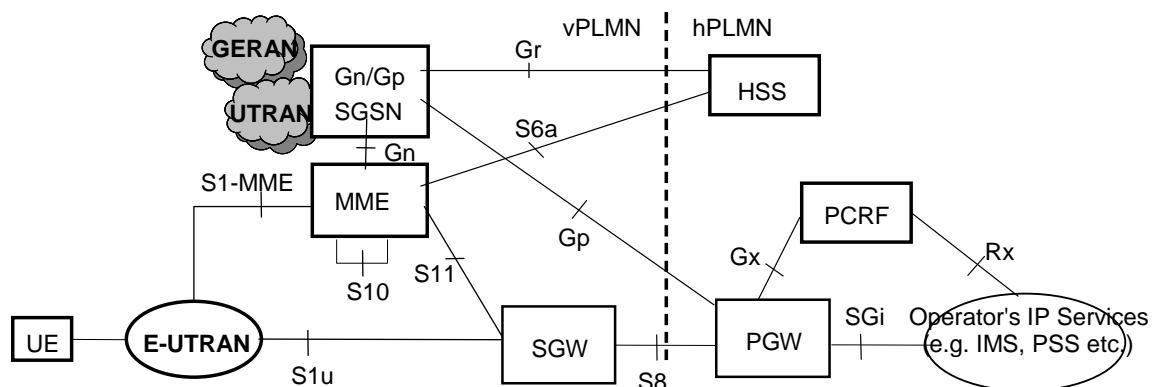 vPLMN
hPLMN
GERAN
Gr
Gn/Gp
SGSN
HSS
UTRAN
S6a
Gn
S1-MME
MME
PCRF
Gp
Gx
Rx
S11
S10
SGi
Operator's IP Services
(e.g. IMS, PSS etc.)
UE
E-UTRAN
SGW
PGW
S1u
S8